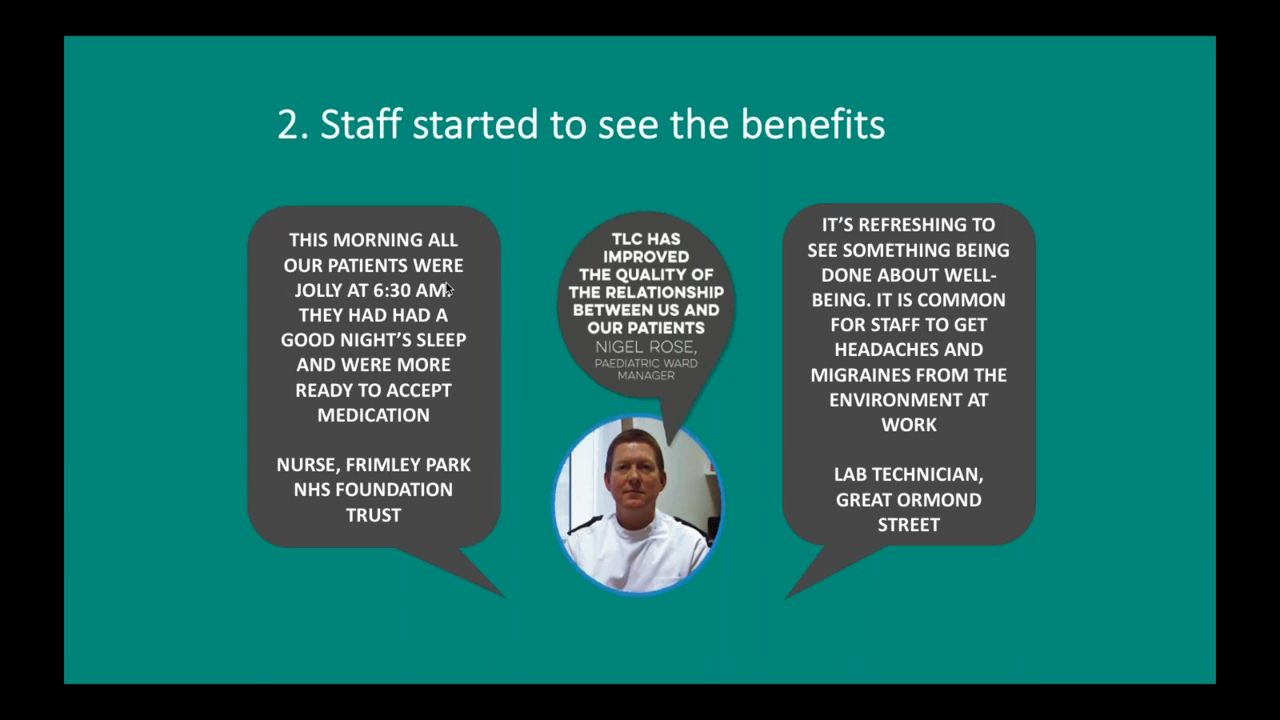 2. Staff started to see the benefits
THIS MORNING ALL
OUR PATIENTS WERE
JOLLY AT 6:30 AM.
THEY HAD HAD A
GOOD NIGHT'S SLEEP
AND WERE MORE
READY TO ACCEPT
MEDICATION
NURSE, FRIMLEY PARK
NHS FOUNDATION
TRUST
TLC HAS
IMPROVED
THE QUALITY OF
THE RELATIONSHIP
BETWEEN US AND
OUR PATIENTS
NIGEL ROSE,
PAEDIATRIC WARD
MANAGER
IT'S REFRESHING TO
SEE SOMETHING BEING
DONE ABOUT WELL-
BEING. IT IS COMMON
FOR STAFF TO GET
HEADACHES AND
MIGRAINES FROM THE
ENVIRONMENT AT
WORK
LAB TECHNICIAN,
GREAT ORMOND
STREET